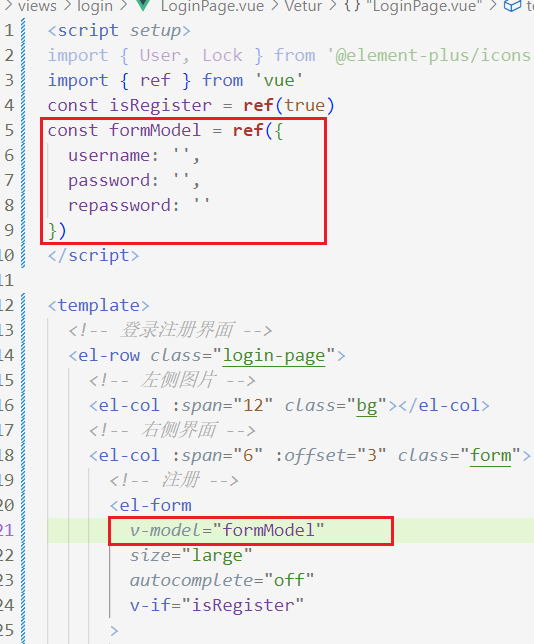 views › login › LoginPage.vue › Vetur › {} "LoginPage.vue" ›
1 <script setup>
2 import { User, Lock } from '@element-plus/icons
3 import { ref } from 'vue'
4 const isRegister = ref(true)
5 const formModel = ref({
6 username: '',
7 password: '',
8 repassword: ''
9 })
10 </script>
11
12 <template>
13 <!-- 登录注册界面 -->
14 <el-row class="login-page">
15 <!-- 左侧图片 -->
16 <el-col :span="12" class="bg"></el-col>
17 <!-- 右侧界面 -->
18 <el-col :span="6" :offset="3" class="form">
19 <!-- 注册 -->
20 <el-form
21 v-model="formModel"
22 size="large"
23 autocomplete="off"
24 v-if="isRegister"
25 >